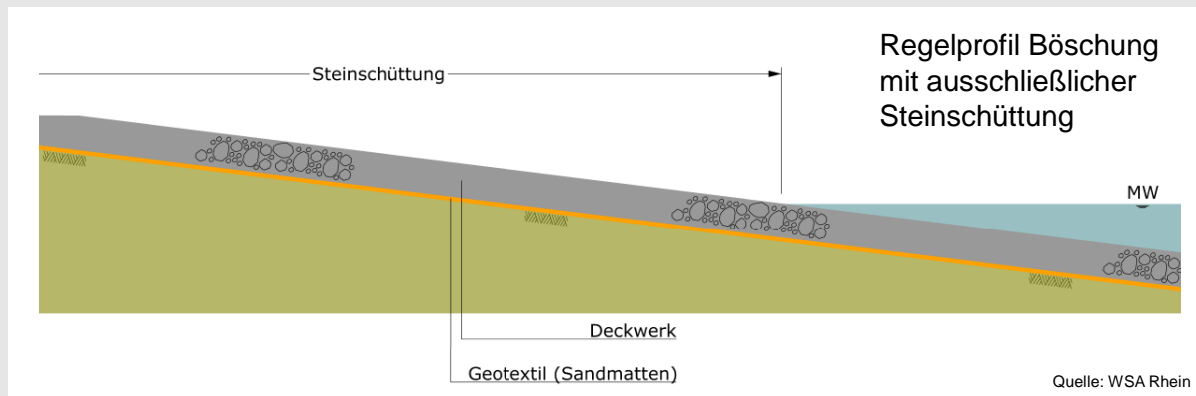 Regelprofil Böschung
mit ausschließlicher
Steinschüttung
Steinschüttung
MW
Deckwerk
Geotextil (Sandmatten)
Quelle: WSA Rhein